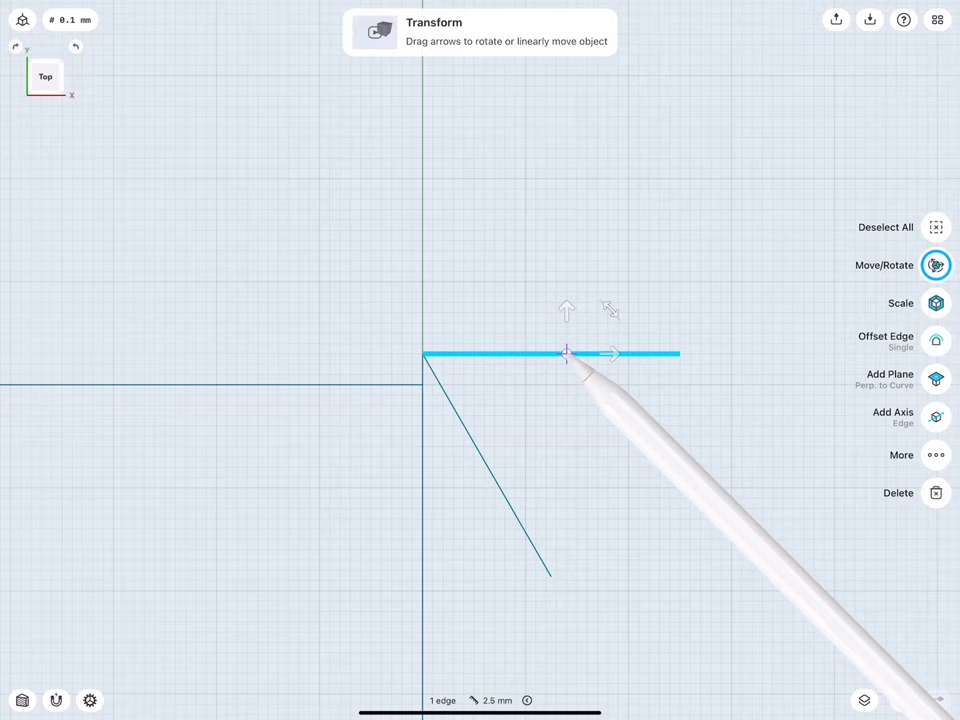 # 0.1 mm
Transform
Drag arrows to rotate or linearly move object
y
Top
x
Deselect All
Move/Rotate
Scale
Offset Edge
Single
Add Plane
Perp. to Curve
Add Axis
Edge
More
Delete
1 edge 2.5 mm